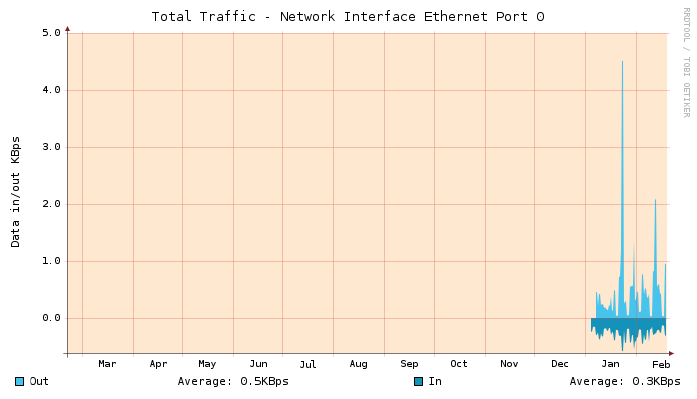 Total Traffic - Network Interface Ethernet Port 0
RRDTOOL / TOBI OETIKER
Data in/out KBps
5.0
4.0
3.0
2.0
1.0
0.0
Mar Apr May Jun Jul Aug Sep Oct Nov Dec Jan Feb
Out Average: 0.5KBps In Average: 0.3KBps